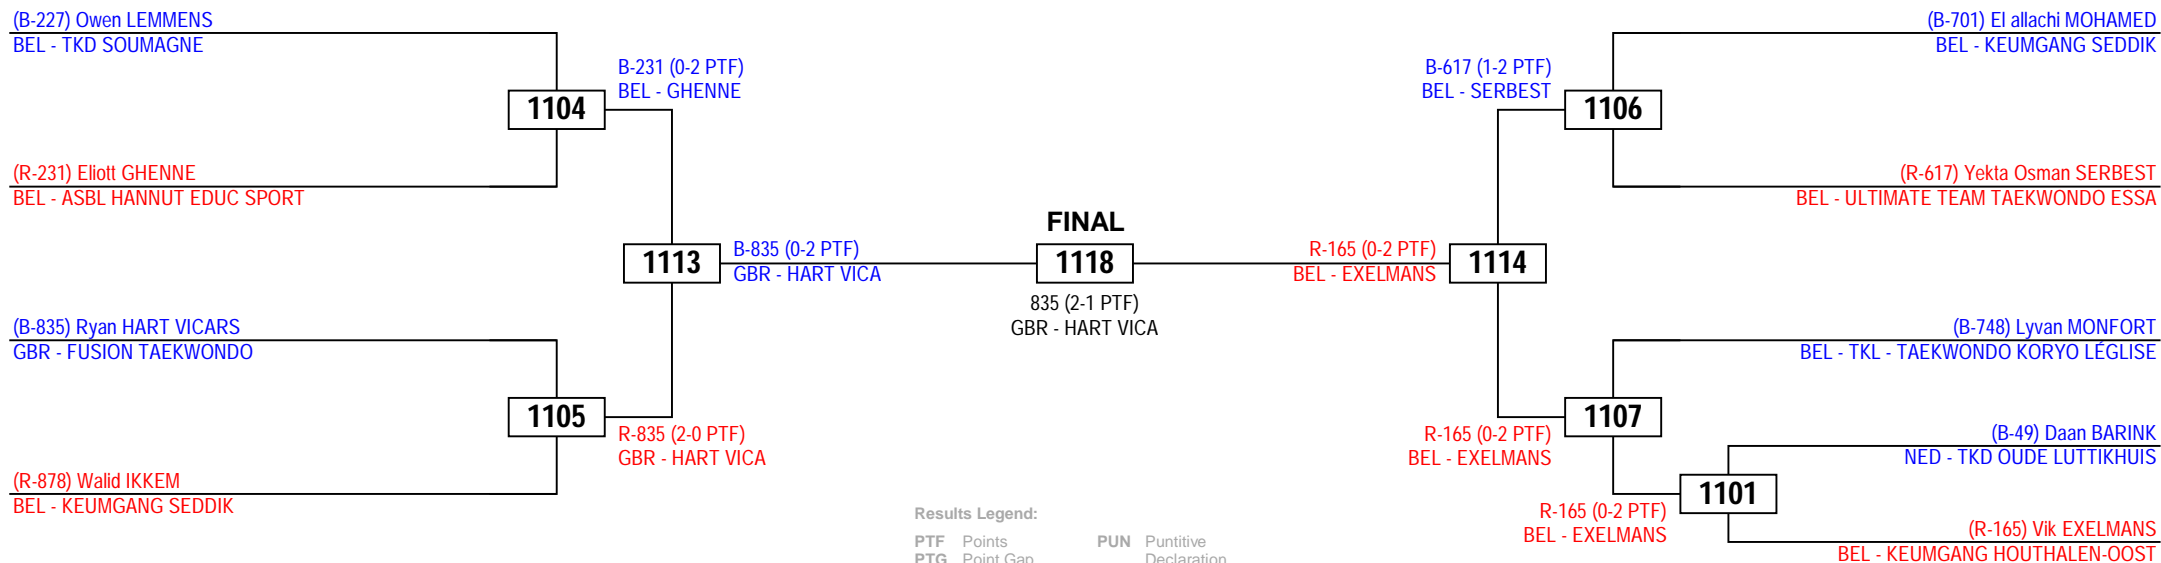 (B-227) Owen LEMMENS
BEL - TKD SOUMAGNE
B-231 (0-2 PTF)
BEL - GHENNE
1104
(R-231) Eliott GHENNE
BEL - ASBL HANNUT EDUC SPORT
1113
B-835 (0-2 PTF)
GBR - HART VICA
(B-835) Ryan HART VICARS
GBR - FUSION TAEKWONDO
1105
R-835 (2-0 PTF)
GBR - HART VICA
(R-878) Walid IKKEM
BEL - KEUMGANG SEDDIK
FINAL
1118
835 (2-1 PTF)
GBR - HART VICA
(B-701) El allachi MOHAMED
BEL - KEUMGANG SEDDIK
B-617 (1-2 PTF)
BEL - SERBEST
1106
(R-617) Yekta Osman SERBEST
BEL - ULTIMATE TEAM TAEKWONDO ESSA
R-165 (0-2 PTF)
BEL - EXELMANS
1114
(B-748) Lyvan MONFORT
BEL - TKL - TAEKWONDO KORYO LÉGLISE
1107
R-165 (0-2 PTF)
BEL - EXELMANS
(B-49) Daan BARINK
NED - TKD OUDE LUTTIKHUIS
1101
R-165 (0-2 PTF)
BEL - EXELMANS
(R-165) Vik EXELMANS
BEL - KEUMGANG HOUTHALEN-OOST
Results Legend:
PTF Points PUN Puntitive
PTG Point Gap Declaration